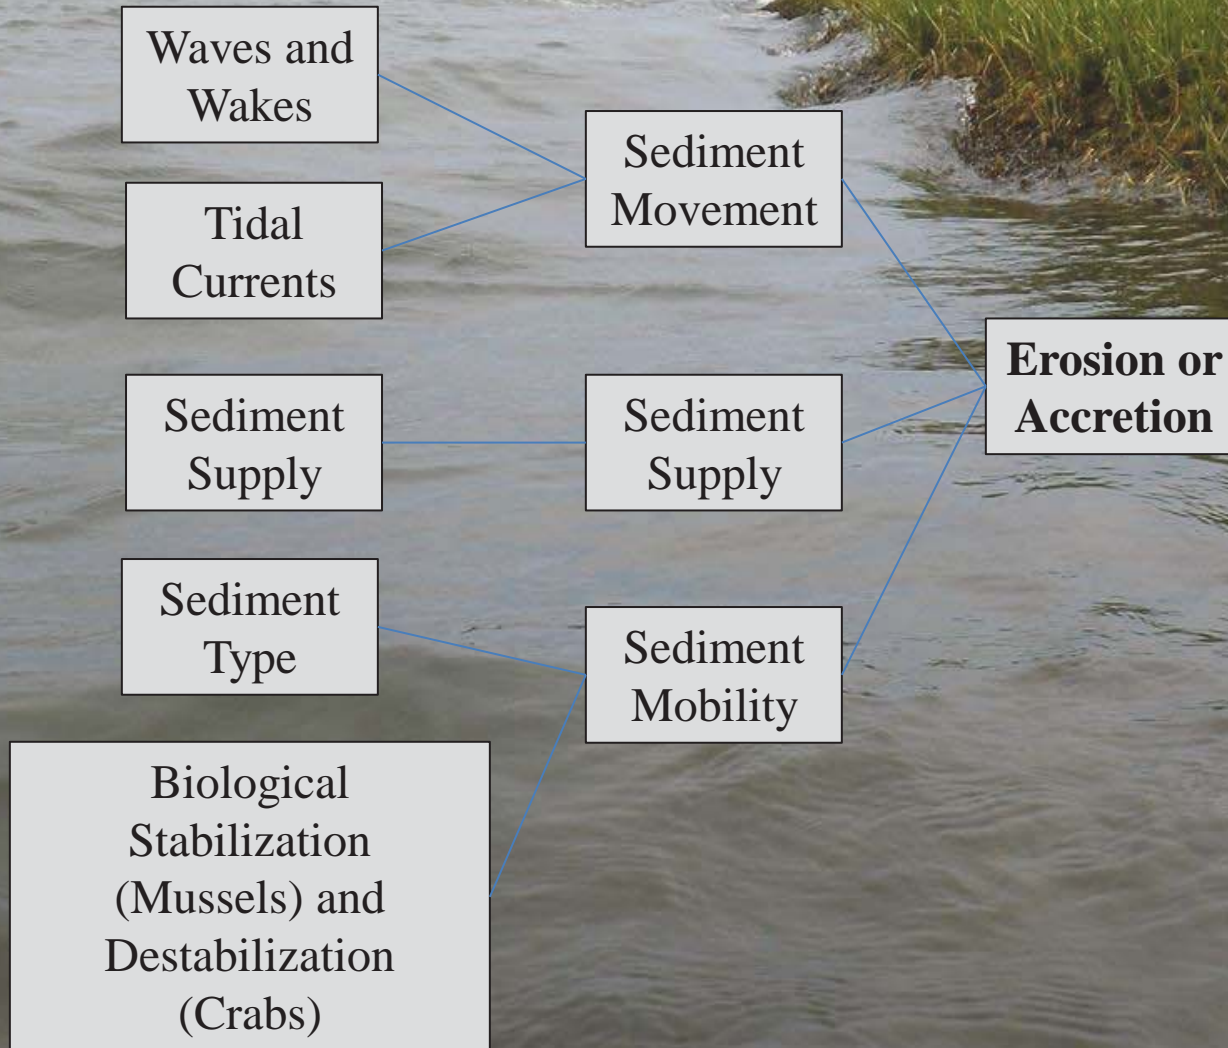 Waves and
Wakes
Tidal
Currents
Sediment
Supply
Sediment
Type
Biological
Stabilization
(Mussels) and
Destabilization
(Crabs)
Sediment
Movement
Sediment
Supply
Sediment
Mobility
Erosion or
Accretion